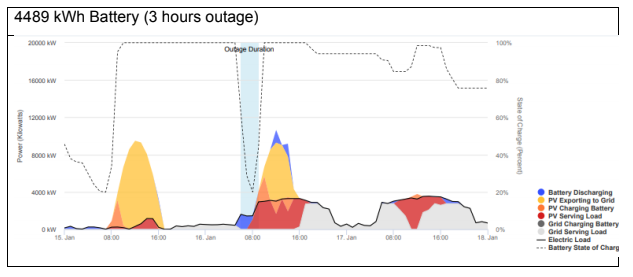 4489 kWh Battery (3 hours outage)
20000 kW
16000 kW
12000 kW
8000 kW
4000 kW
0 kW
Power (Kilowatts)
Outage Duration
100%
80%
60%
40%
20%
0%
State of Charge (Percent)
15. Jan
08:00
16:00
16. Jan
08:00
16:00
17. Jan
08:00
16:00
18. Jan
Battery Discharging
PV Exporting to Grid
PV Charging Battery
PV Serving Load
Grid Charging Battery
Grid Serving Load
Electric Load
Battery State of Charg